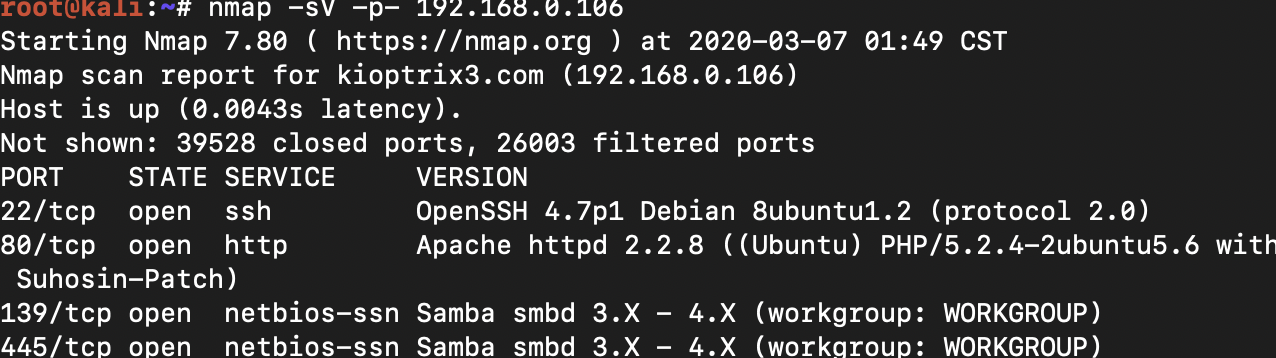 root@kali:~# nmap -sV -p- 192.168.0.106
Starting Nmap 7.80 ( https://nmap.org ) at 2020-03-07 01:49 CST
Nmap scan report for kioptrix3.com (192.168.0.106)
Host is up (0.0043s latency).
Not shown: 39528 closed ports, 26003 filtered ports
PORT    STATE SERVICE     VERSION
22/tcp  open  ssh         OpenSSH 4.7p1 Debian 8ubuntu1.2 (protocol 2.0)
80/tcp  open  http        Apache httpd 2.2.8 ((Ubuntu) PHP/5.2.4-2ubuntu5.6 with
 Suhosin-Patch)
139/tcp open  netbios-ssn Samba smbd 3.X - 4.X (workgroup: WORKGROUP)
445/tcp open  netbios-ssn Samba smbd 3.X - 4.X (workgroup: WORKGROUP)